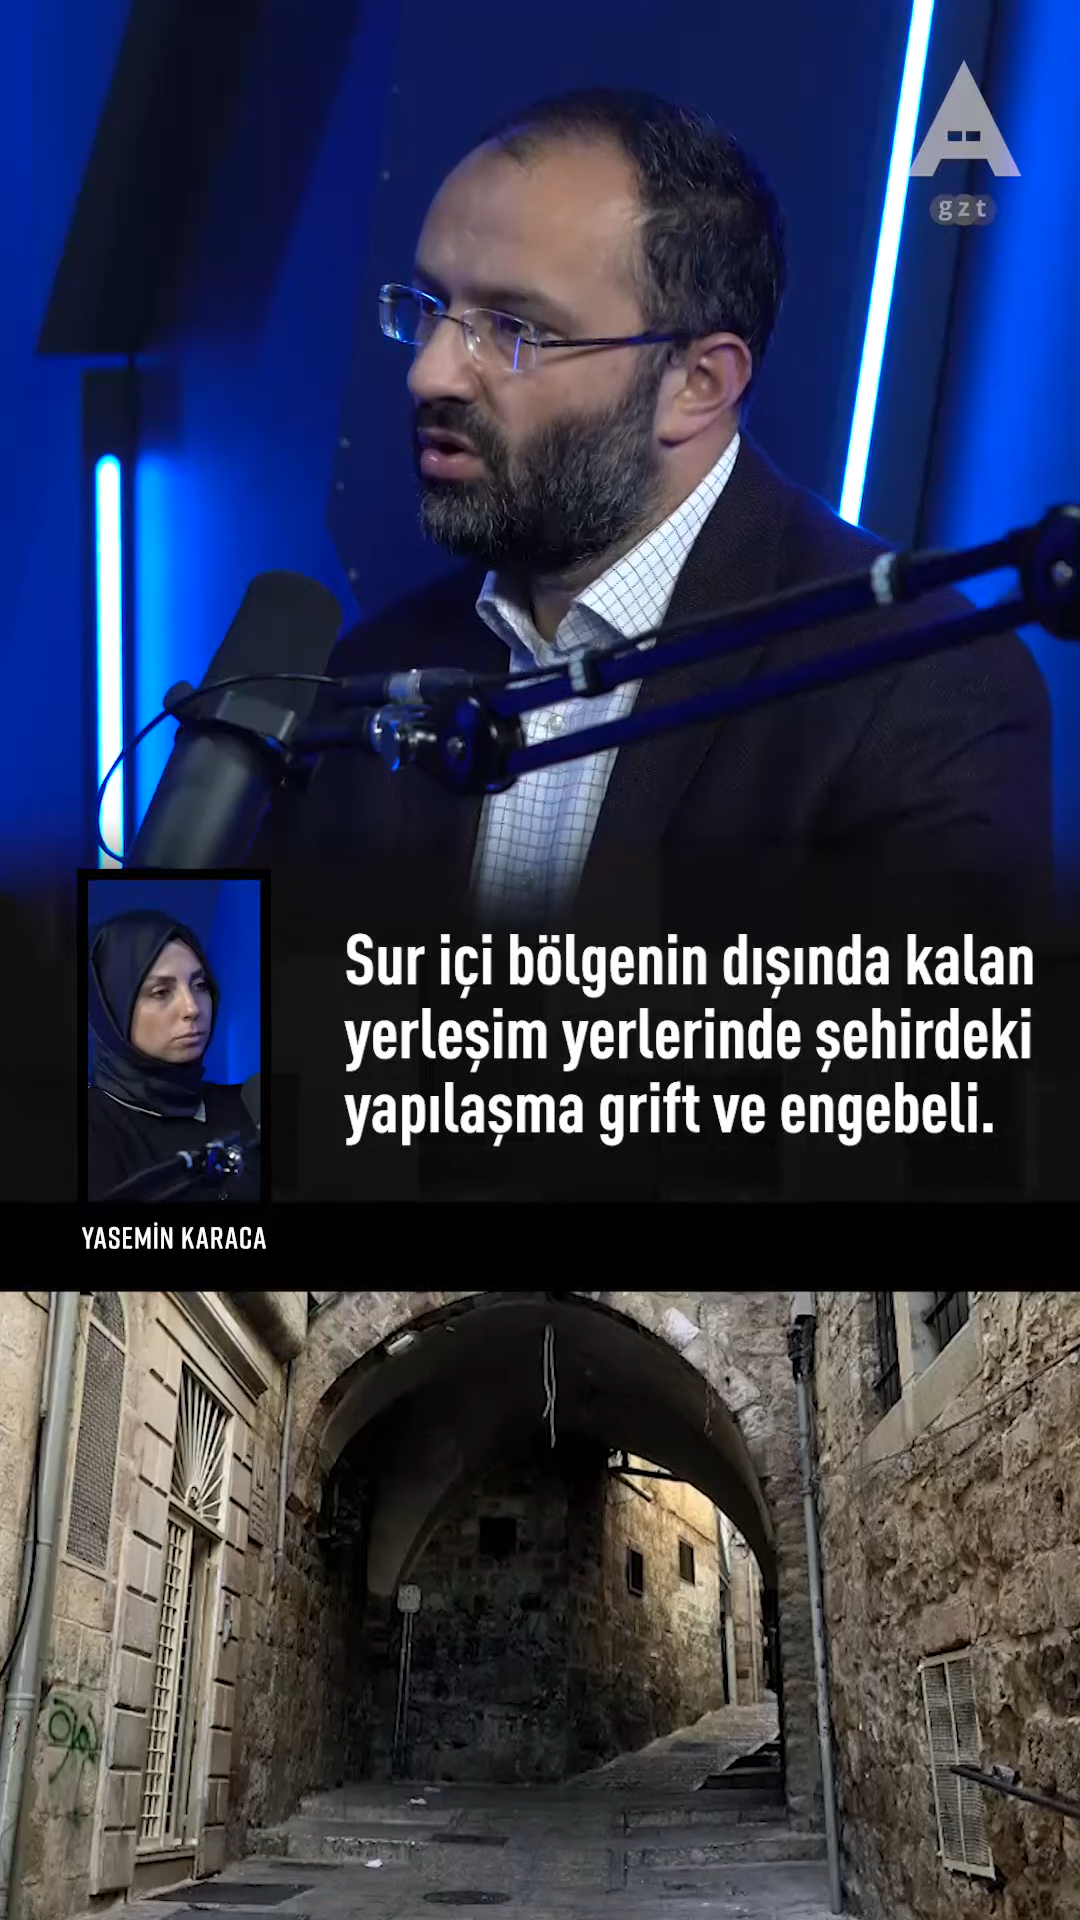 gzt
Sur içi bölgenin dışında kalan
yerleşim yerlerinde şehirdeki
yapılaşma grift ve engebeli.
YASEMİN KARACA